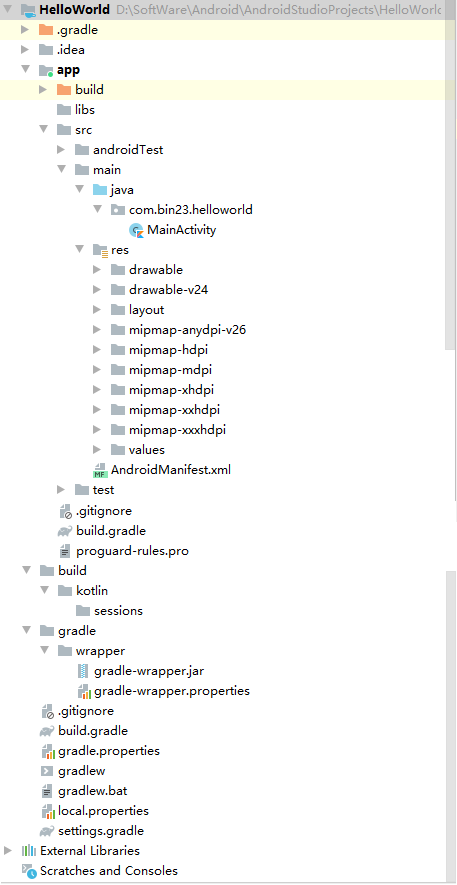 HelloWorld D:\SoftWare\Android\AndroidStudioProjects\HelloWorld
.gradle
.idea
app
build
libs
src
androidTest
main
java
com.bin23.helloworld
MainActivity
res
drawable
drawable-v24
layout
mipmap-anydpi-v26
mipmap-hdpi
mipmap-mdpi
mipmap-xhdpi
mipmap-xxhdpi
mipmap-xxxhdpi
values
MF AndroidManifest.xml
test
.gitignore
build.gradle
proguard-rules.pro
build
kotlin
sessions
gradle
wrapper
gradle-wrapper.jar
gradle-wrapper.properties
.gitignore
build.gradle
gradle.properties
gradlew
gradlew.bat
local.properties
settings.gradle
External Libraries
Scratches and Consoles